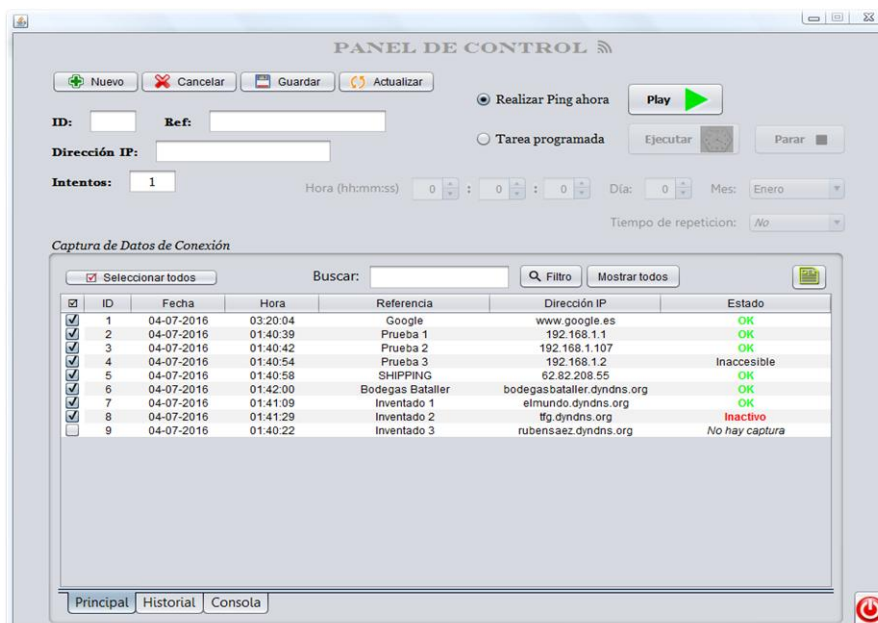 PANEL DE CONTROL
Nuevo Cancelar Guardar Actualizar
Realizar Ping ahora Play
ID: Ref:
Tarea programada Ejecutar Parar
Dirección IP:
Intentos: 1
Hora (hh:mm:ss) 0 : 0 : 0 Día: 0 Mes: Enero
Tiempo de repeticion: No
Captura de Datos de Conexión
Seleccionar todos Buscar: Filtro Mostrar todos
ID Fecha Hora Referencia Dirección IP Estado
1 04-07-2016 03:20:04 Google www.google.es OK
2 04-07-2016 01:40:39 Prueba 1 192.168.1.1 OK
3 04-07-2016 01:40:42 Prueba 2 192.168.1.107 OK
4 04-07-2016 01:40:54 Prueba 3 192.168.1.2 Inaccesible
5 04-07-2016 01:40:58 SHIPPING 62.82.208.55 OK
6 04-07-2016 01:42:00 Bodegas Bataller bodegasbataller.dyndns.org OK
7 04-07-2016 01:41:09 Inventado 1 elmundo.dyndns.org OK
8 04-07-2016 01:41:29 Inventado 2 tfg.dyndns.org Inactivo
9 04-07-2016 01:40:22 Inventado 3 rubensaez.dyndns.org No hay captura
Principal Historial Consola